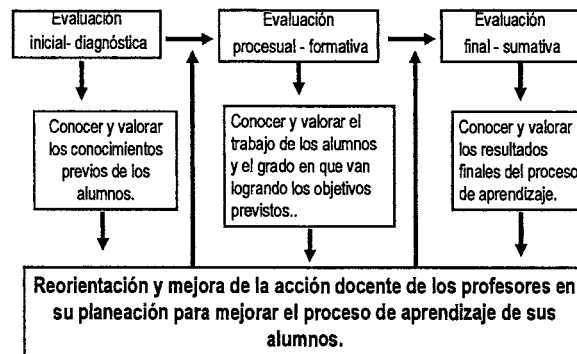 Evaluación
inicial- diagnóstica
Evaluación
procesual - formativa
Evaluación
final - sumativa
Conocer y valorar
los conocimientos
previos de los
alumnos.
Conocer y valorar el
trabajo de los alumnos
y el grado en que van
logrando los objetivos
previstos..
Conocer y valorar
los resultados
finales del proceso
de aprendizaje.
Reorientación y mejora de la acción docente de los profesores en
su planeación para mejorar el proceso de aprendizaje de sus
alumnos.